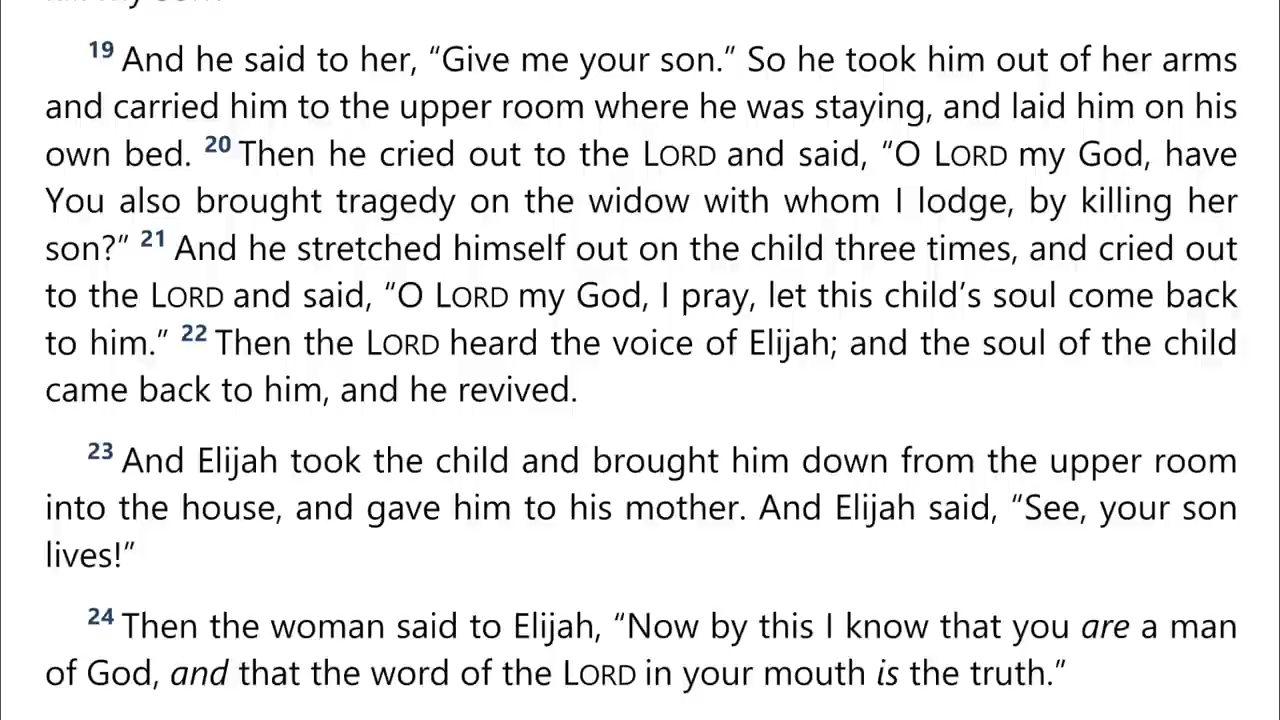 19 And he said to her, “Give me your son.” So he took him out of her arms
and carried him to the upper room where he was staying, and laid him on his
own bed. 20 Then he cried out to the LORD and said, “O LORD my God, have
You also brought tragedy on the widow with whom I lodge, by killing her
son?” 21 And he stretched himself out on the child three times, and cried out
to the LORD and said, “O LORD my God, I pray, let this child’s soul come back
to him.” 22 Then the LORD heard the voice of Elijah; and the soul of the child
came back to him, and he revived.
23 And Elijah took the child and brought him down from the upper room
into the house, and gave him to his mother. And Elijah said, “See, your son
lives!”
24 Then the woman said to Elijah, “Now by this I know that you are a man
of God, and that the word of the LORD in your mouth is the truth.”